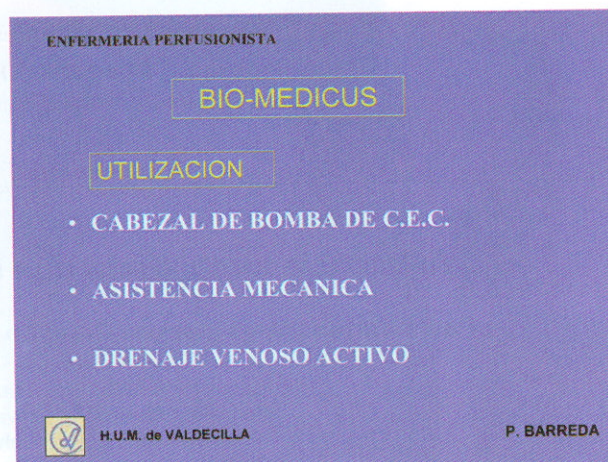 ENFERMERIA PERFUSIONISTA
BIO-MEDICUS
UTILIZACION
• CABEZAL DE BOMBA DE C.E.C.
• ASISTENCIA MECANICA
• DRENAJE VENOSO ACTIVO
H.U.M. de VALDECILLA
P. BARREDA